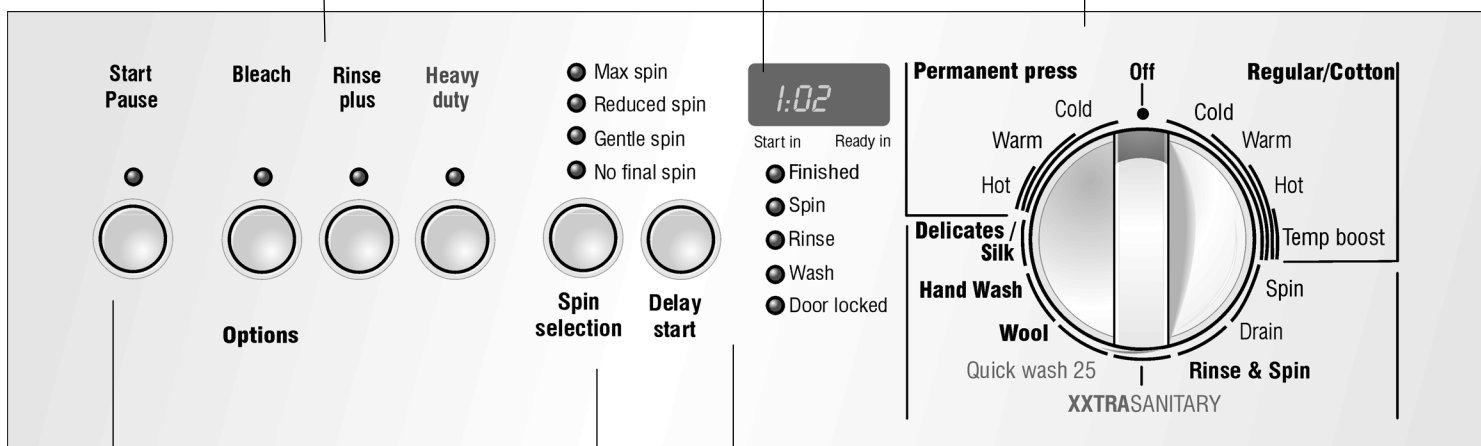 Start
Pause
Bleach
Rinse
plus
Heavy
duty
Options
Max spin
Reduced spin
Gentle spin
No final spin
Spin
selection
Delay
start
1:02
Start in
Ready in
Finished
Spin
Rinse
Wash
Door locked
Permanent press
Off
Regular/Cotton
Cold
Warm
Hot
Delicates /
Silk
Hand Wash
Wool
Quick wash 25
XXTRASANITARY
Cold
Warm
Hot
Temp boost
Spin
Drain
Rinse & Spin